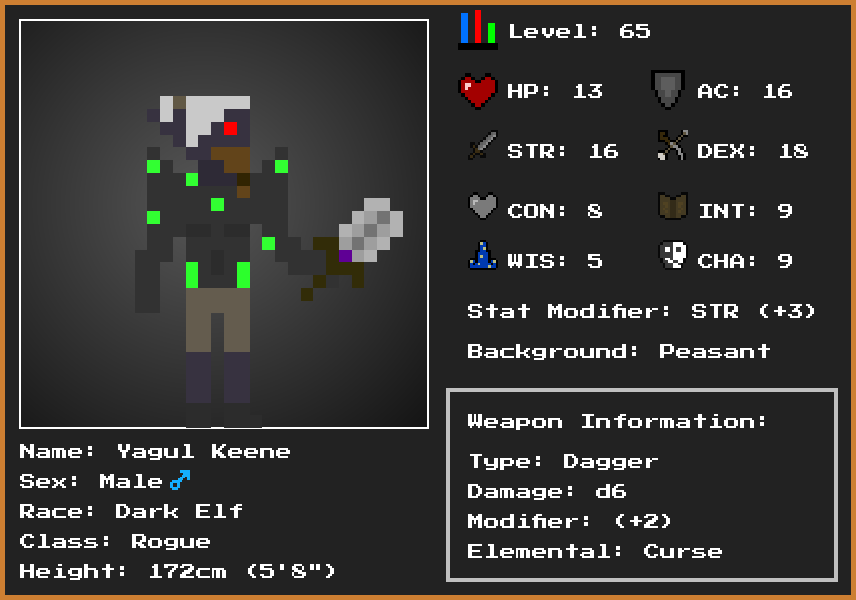 Level: 65
HP: 13 AC: 16
STR: 16 DEX: 18
CON: 8 INT: 9
WIS: 5 CHA: 9
Stat Modifier: STR (+3)
Background: Peasant
Weapon Information:
Type: Dagger
Damage: d6
Modifier: (+2)
Elemental: Curse
Name: Yagul Keene
Sex: Male ♂
Race: Dark Elf
Class: Rogue
Height: 172cm (5'8")